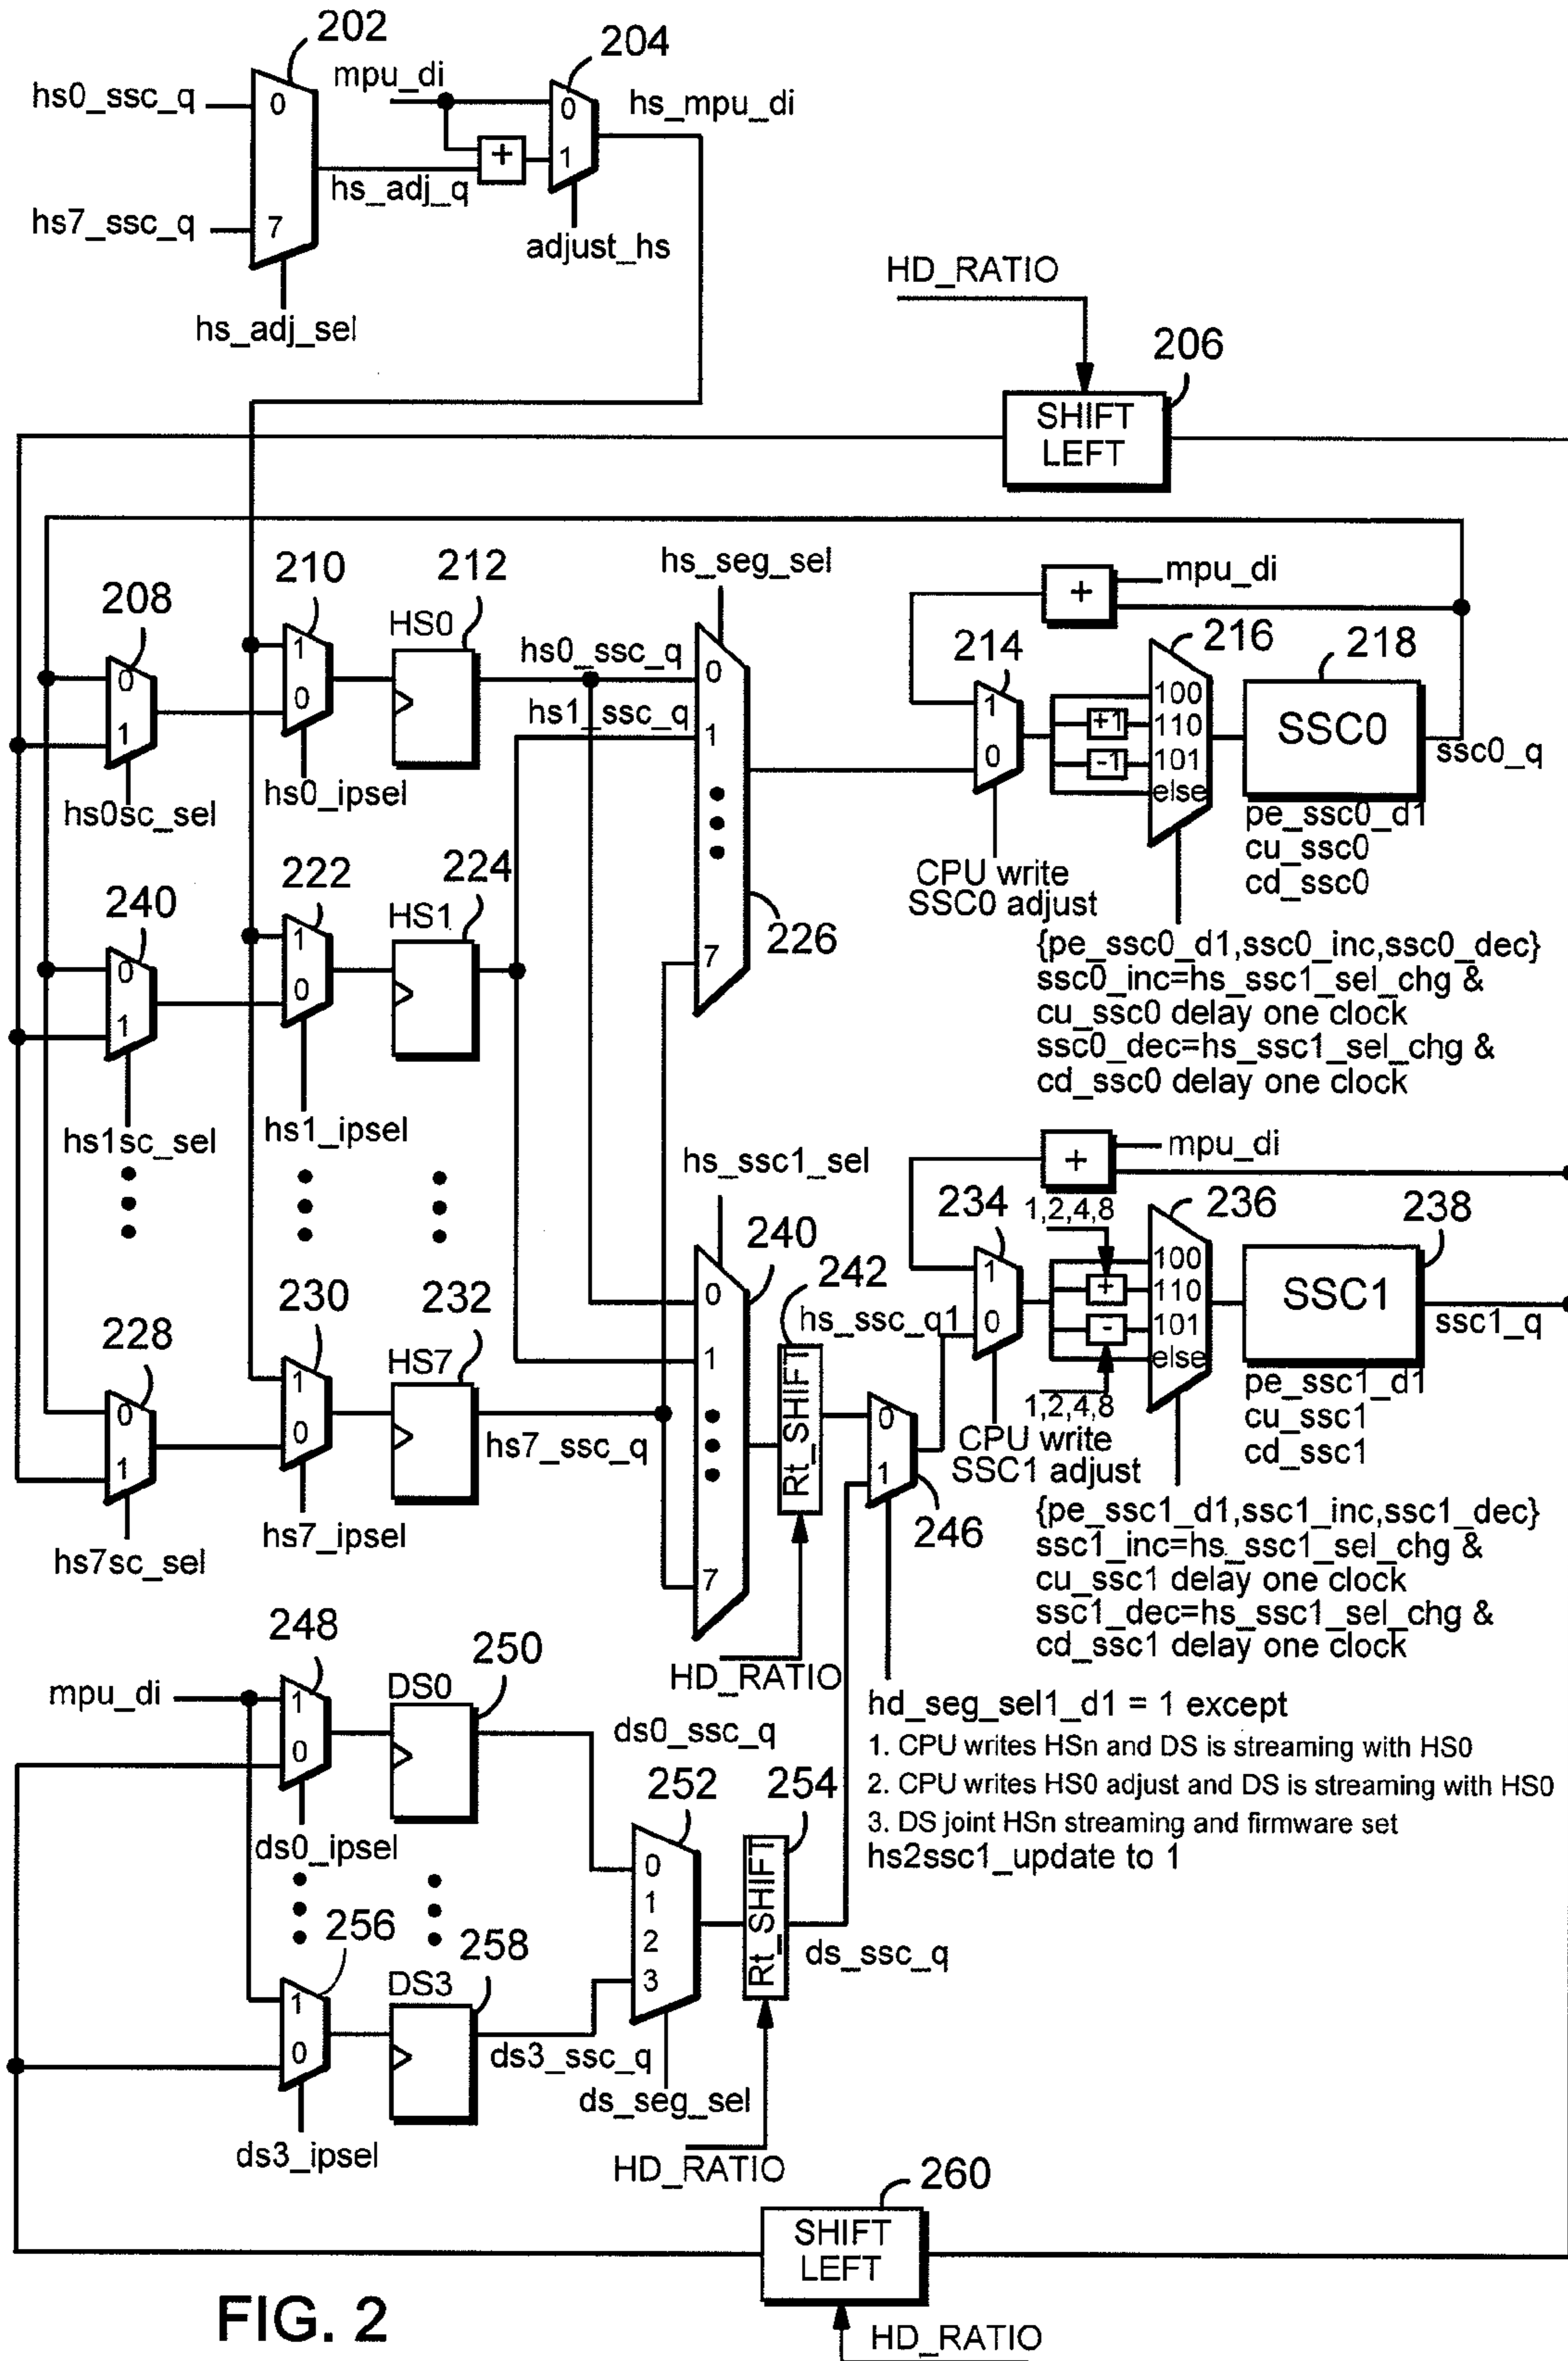 202
204
mpu_di
hs0_ssc_q
0
0
hs_mpu_di
+
1
hs_adj_q
hs7_ssc_q
7
adjust_hs
HD_RATIO
hs_adj_sel
206
SHIFT
LEFT
210
212
hs_seg_sel
mpu_di
+
208
HS0
216
218
214
1
hs0_ssc_q
0
0
0
hs1_ssc_q
1
100
+1
110
SSC0
1
1
0
-1
101
ssc0_q
else
hs0sc_sel
hs0_ipsel
pe_ssc0_d1
cu_ssc0
cd_ssc0
222
224
CPU write
SSC0 adjust
240
HS1
226
1
{pe_ssc0_d1,ssc0_inc,ssc0_dec}
0
0
7
ssc0_inc=hs_ssc1_sel_chg &
1
cu_ssc0 delay one clock
ssc0_dec=hs_ssc1_sel_chg &
cd_ssc0 delay one clock
hs1sc_sel
hs1_ipsel
hs_ssc1_sel
mpu_di
+
234
1,2,4,8
236
238
240
242
100
230
232
0
1
+
110
SSC1
228
HS7
hs_ssc_q1
0
-
101
ssc1_q
1
1
else
0
0
hs7_ssc_q
Rt_SHIFT
0
1,2,4,8
pe_ssc1_d1
cu_ssc1
cd_ssc1
1
CPU write
SSC1 adjust
1
hs7sc_sel
hs7_ipsel
246
{pe_ssc1_d1,ssc1_inc,ssc1_dec}
ssc1_inc=hs_ssc1_sel_chg &
7
cu_ssc1 delay one clock
ssc1_dec=hs_ssc1_sel_chg &
cd_ssc1 delay one clock
248
250
HD_RATIO
mpu_di
1
DS0
hd_seg_sel1_d1 = 1 except
0
ds0_ssc_q
1. CPU writes HSn and DS is streaming with HS0
252
254
2. CPU writes HS0 adjust and DS is streaming with HS0
ds0_ipsel
3. DS joint HSn streaming and firmware set
hs2ssc1_update to 1
0
1
2
3
Rt_SHIFT
256
258
ds_ssc_q
DS3
1
0
ds3_ssc_q
ds_seg_sel
ds3_ipsel
HD_RATIO
260
SHIFT
LEFT
FIG. 2
HD_RATIO